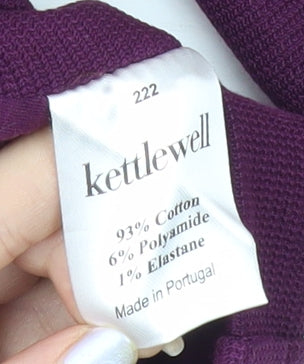 222
kettlewell
93% Cotton
6% Polyamide
1% Elastane
Made in Portugal